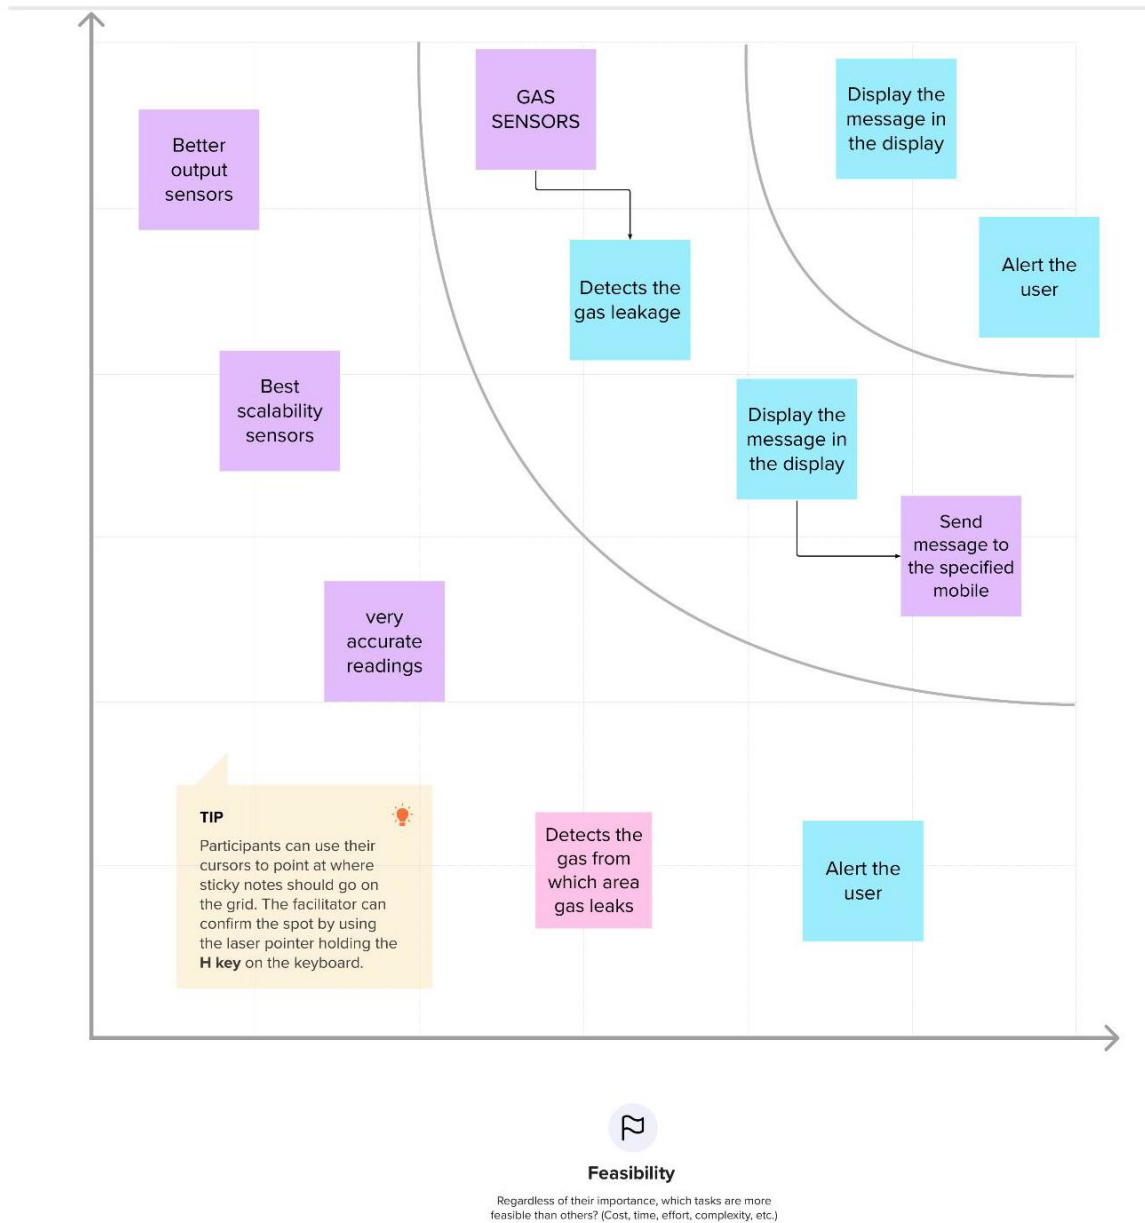 GAS
SENSORS
Display the
message in
the display
Better
output
sensors
Alert the
user
Detects the
gas leakage
Best
scalability
sensors
Display the
message in
the display
Send
message to
the specified
mobile
very
accurate
readings
TIP
Participants can use their
cursors to point at where
sticky notes should go on
the grid. The facilitator can
confirm the spot by using
the laser pointer holding the
H key on the keyboard.
Detects the
gas from
which area
gas leaks
Alert the
user
Feasibility
Regardless of their importance, which tasks are more
feasible than others? (Cost, time, effort, complexity, etc.)